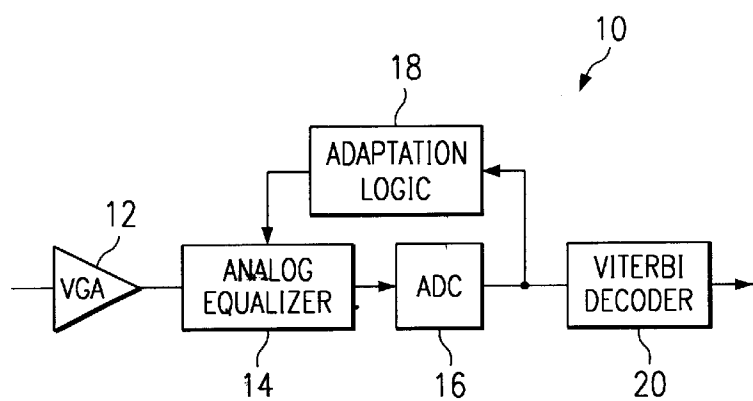 10
18
ADAPTATION
LOGIC
12
VGA
ANALOG
EQUALIZER
ADC
VITERBI
DECODER
14
16
20